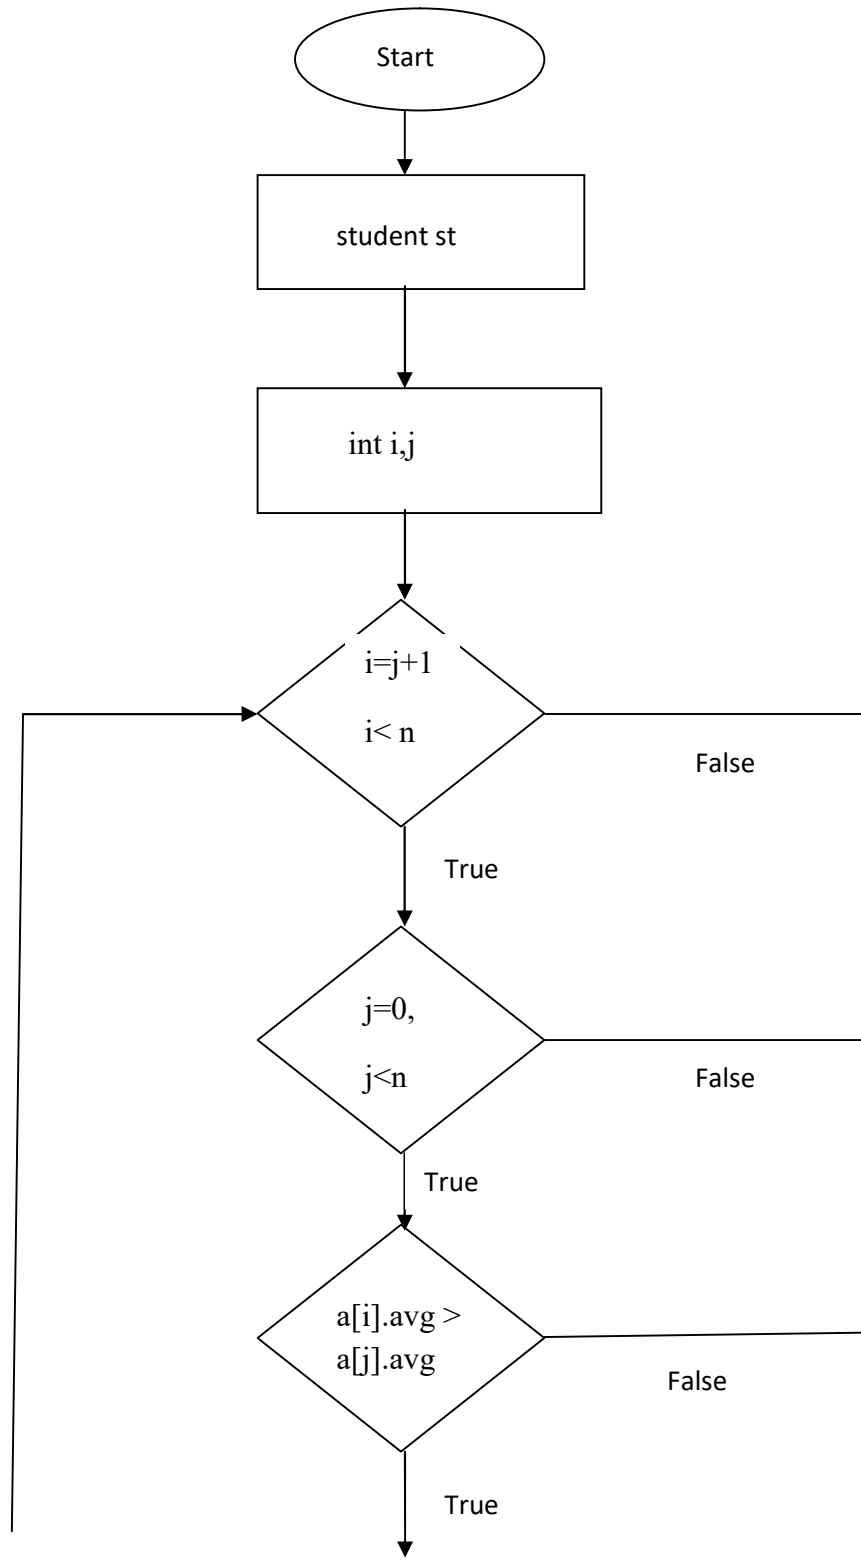 Start
student st
int i,j
i=j+1
i< n
False
True
j=0,
j<n
False
True
a[i].avg >
a[j].avg
False
True